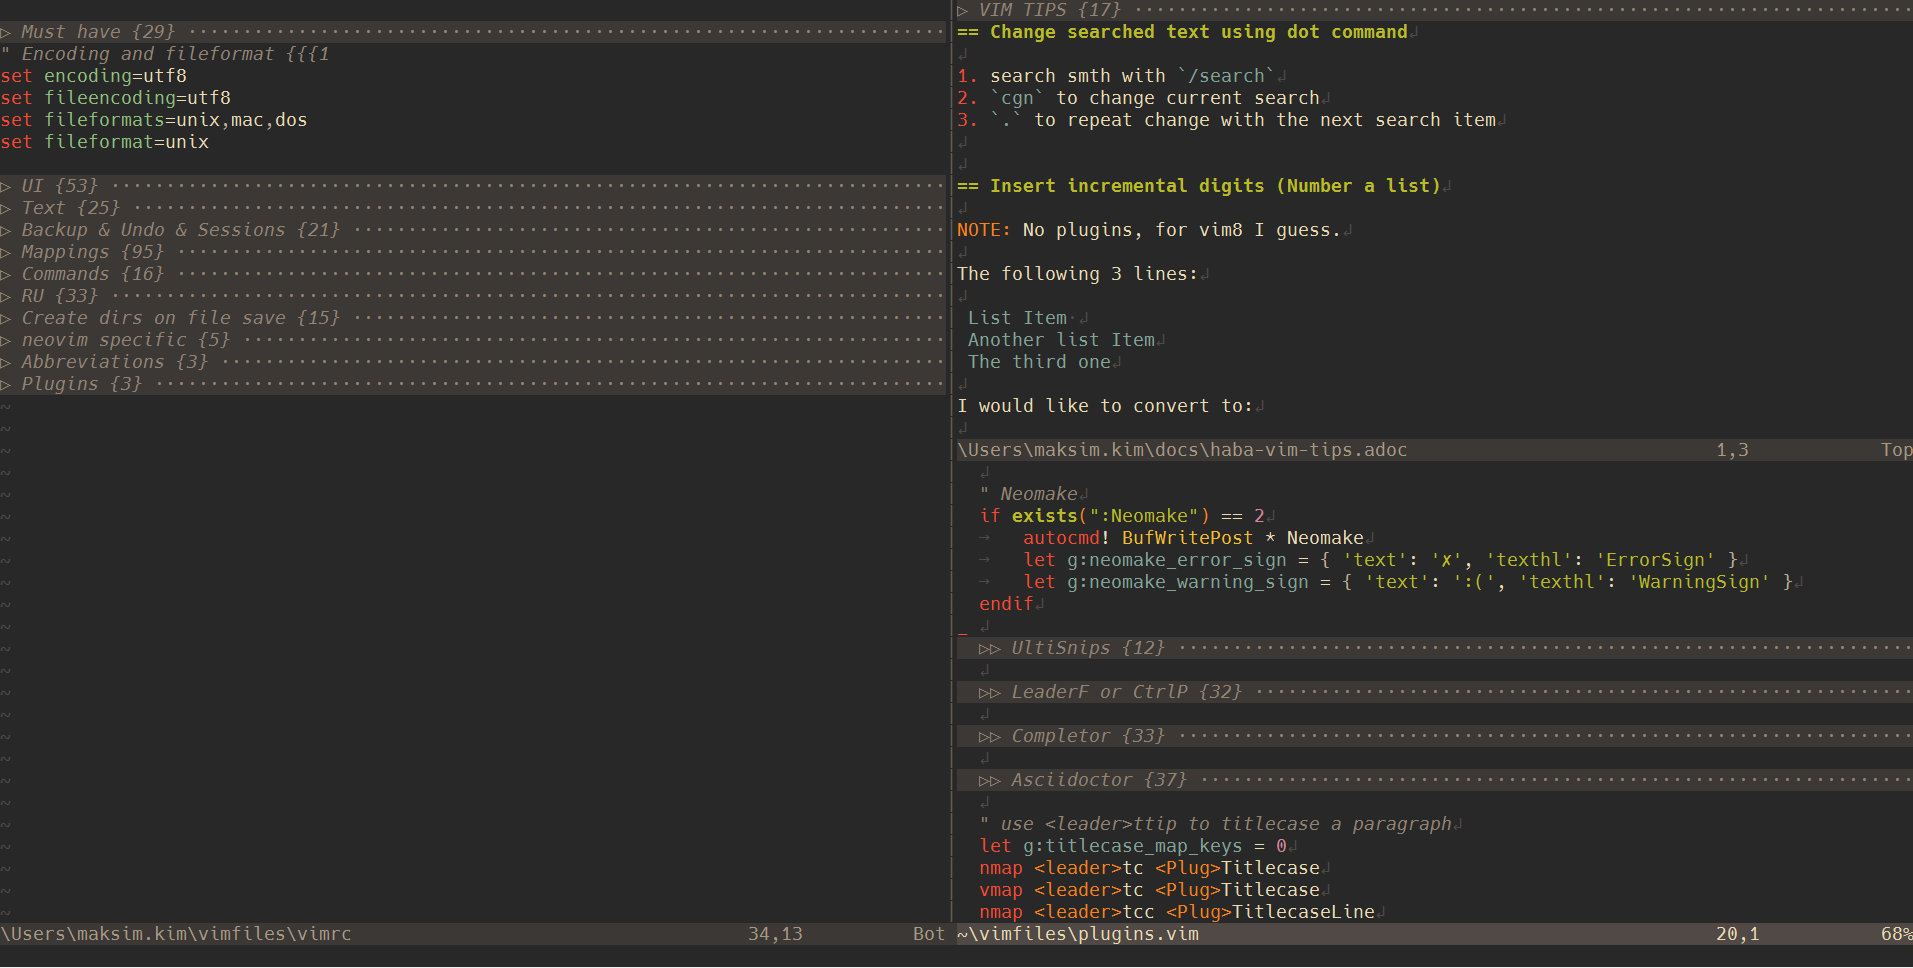 ▷ Must have {29} ··········
" Encoding and fileformat {{{1
set encoding=utf8
set fileencoding=utf8
set fileformats=unix,mac,dos
set fileformat=unix
▷ UI {53} ··········
▷ Text {25} ··········
▷ Backup & Undo & Sessions {21} ··········
▷ Mappings {95} ··········
▷ Commands {16} ··········
▷ RU {33} ··········
▷ Create dirs on file save {15} ··········
▷ neovim specific {5} ··········
▷ Abbreviations {3} ··········
▷ Plugins {3} ··········
\Users\maksim.kim\vimfiles\vimrc 34,13 Bot
▷ VIM TIPS {17} ··········
== Change searched text using dot command
1. search smth with `/search`
2. `cgn` to change current search
3. `.` to repeat change with the next search item
== Insert incremental digits (Number a list)
NOTE: No plugins, for vim8 I guess.
The following 3 lines:
List Item
Another list Item
The third one
I would like to convert to:
\Users\maksim.kim\docs\haba-vim-tips.adoc 1,3 Top
" Neomake
if exists(":Neomake") == 2
→ autocmd! BufWritePost * Neomake
→ let g:neomake_error_sign = { 'text': '✗', 'texthl': 'ErrorSign' }
→ let g:neomake_warning_sign = { 'text': ':(', 'texthl': 'WarningSign' }
endif
▷▷ UltiSnips {12} ··········
▷▷ LeaderF or CtrlP {32} ··········
▷▷ Completor {33} ··········
▷▷ Asciidoctor {37} ··········
" use <leader>ttip to titlecase a paragraph
let g:titlecase_map_keys = 0
nmap <leader>tc <Plug>Titlecase
vmap <leader>tc <Plug>Titlecase
nmap <leader>tcc <Plug>TitlecaseLine
~\vimfiles\plugins.vim 20,1 68%